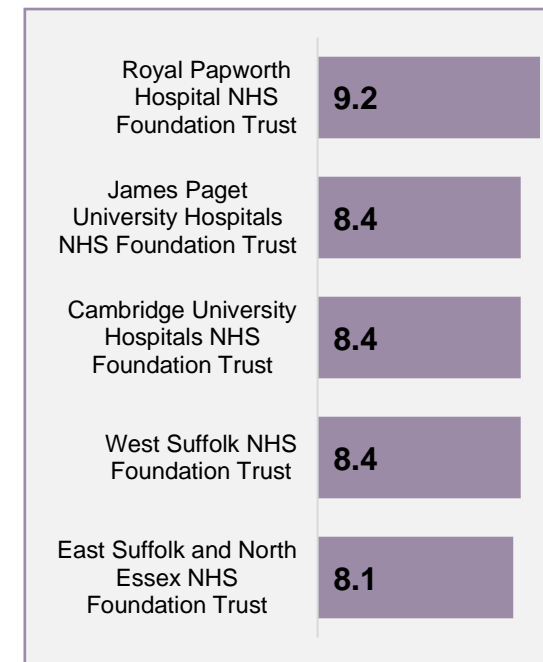 Royal Papworth
Hospital NHS
Foundation Trust
9.2
James Paget
University Hospitals
NHS Foundation Trust
8.4
Cambridge University
Hospitals NHS
Foundation Trust
8.4
West Suffolk NHS
Foundation Trust
8.4
East Suffolk and North
Essex NHS
Foundation Trust
8.1